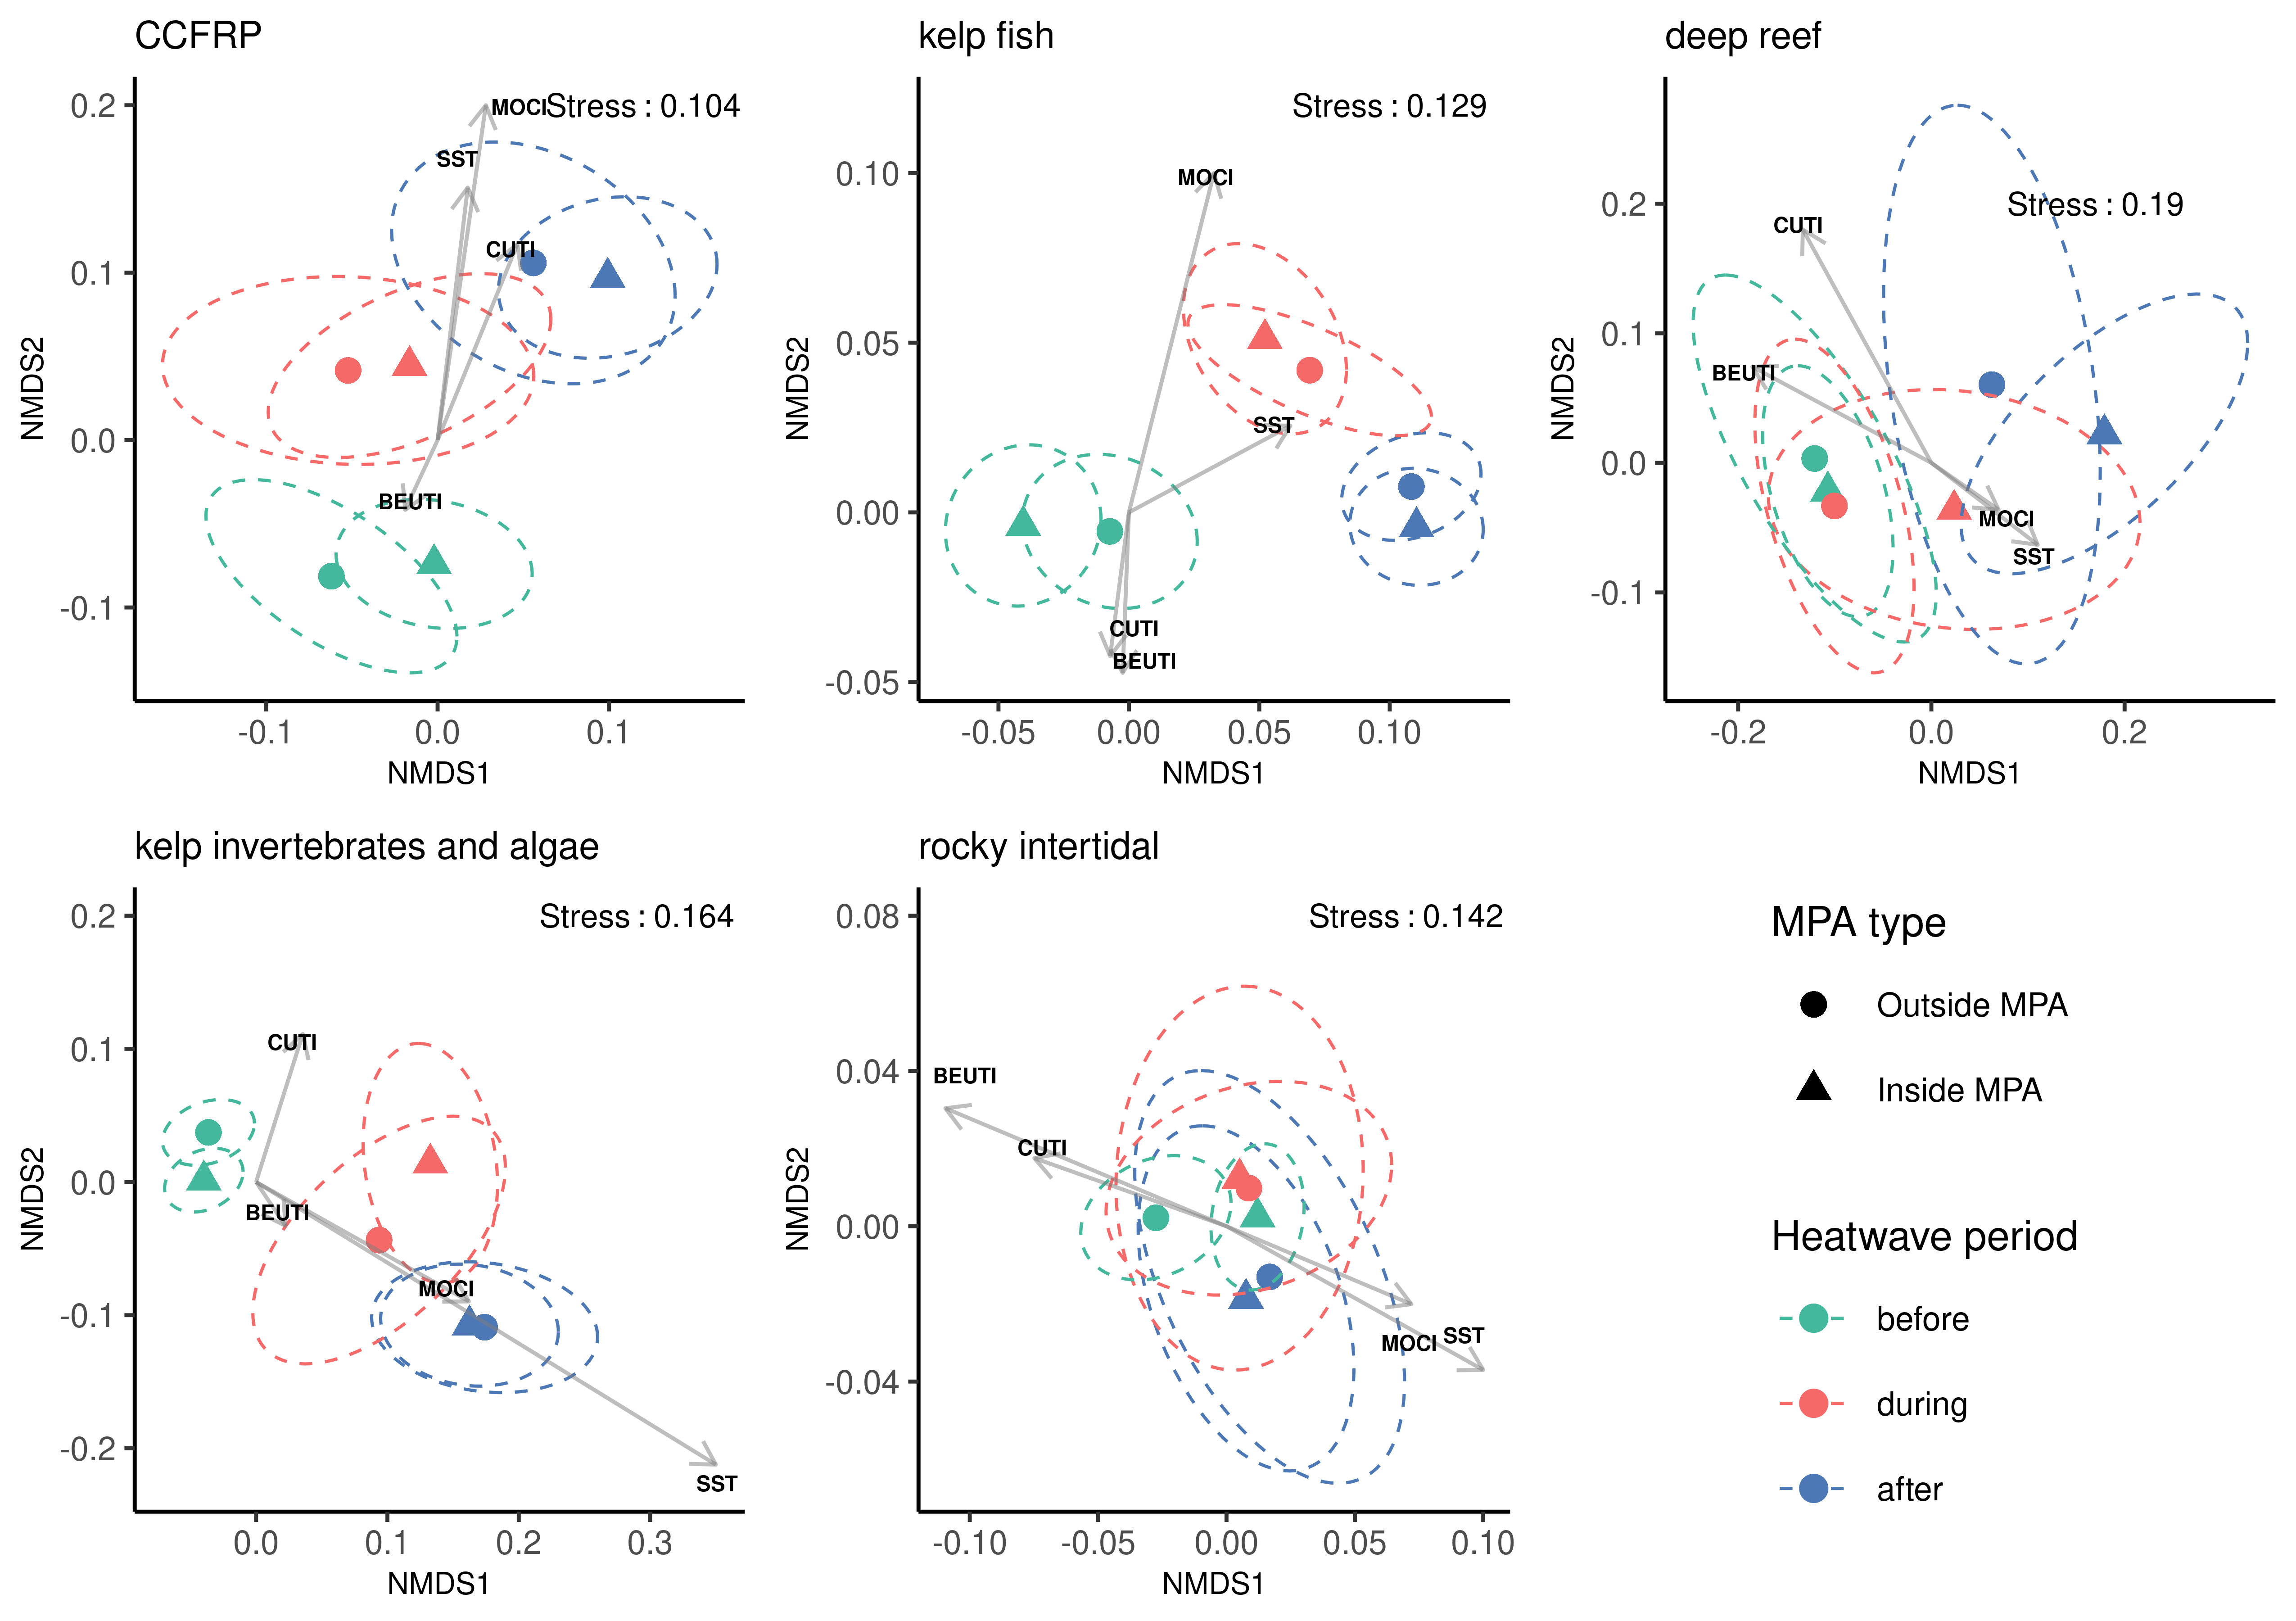 CCFRP
kelp fish
deep reef
NMDS2
0.2
0.1
0.0
-0.1
MOCI
Stress : 0.104
SST
CUTI
BEUTI
-0.1
0.0
0.1
NMDS1
NMDS2
0.10
0.05
0.00
-0.05
Stress : 0.129
MOCI
SST
CUTI
BEUTI
-0.05
0.00
0.05
0.10
NMDS1
NMDS2
0.2
0.1
0.0
-0.1
Stress : 0.19
CUTI
BEUTI
MOCI
SST
-0.2
0.0
0.2
NMDS1
kelp invertebrates and algae
rocky intertidal
NMDS2
0.2
0.1
0.0
-0.1
-0.2
Stress : 0.164
CUTI
BEUTI
MOCI
SST
0.0
0.1
0.2
0.3
NMDS1
NMDS2
0.08
0.04
0.00
-0.04
Stress : 0.142
BEUTI
CUTI
MOCI
SST
-0.10
-0.05
0.00
0.05
0.10
NMDS1
MPA type
Outside MPA
Inside MPA
Heatwave period
before
during
after